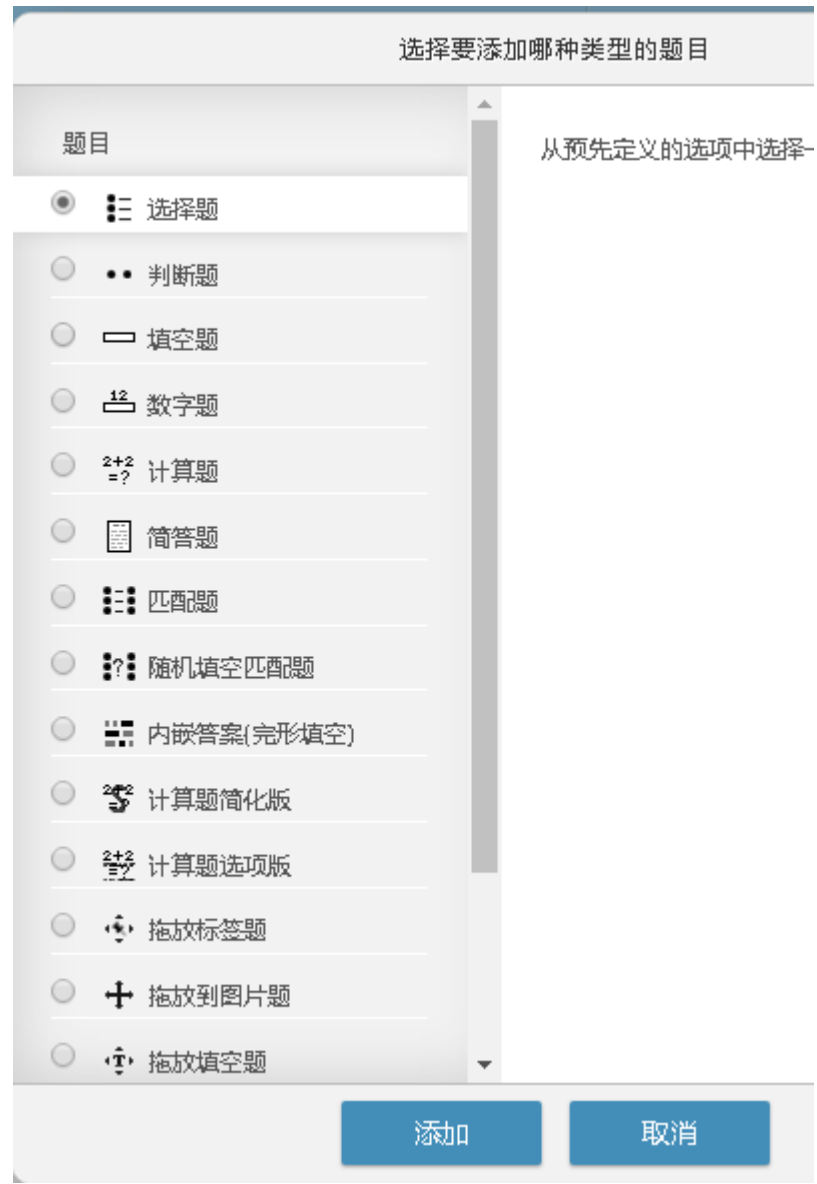 选择要添加哪种类型的题目
题目
从预先定义的选项中选择一
选择题
判断题
填空题
12
数字题
2+2
=?
计算题
简答题
匹配题
?
随机填空匹配题
内嵌答案(完形填空)
计算题简化版
2+2
=?
计算题选项版
拖放标签题
拖放到图片题
T
拖放填空题
添加
取消